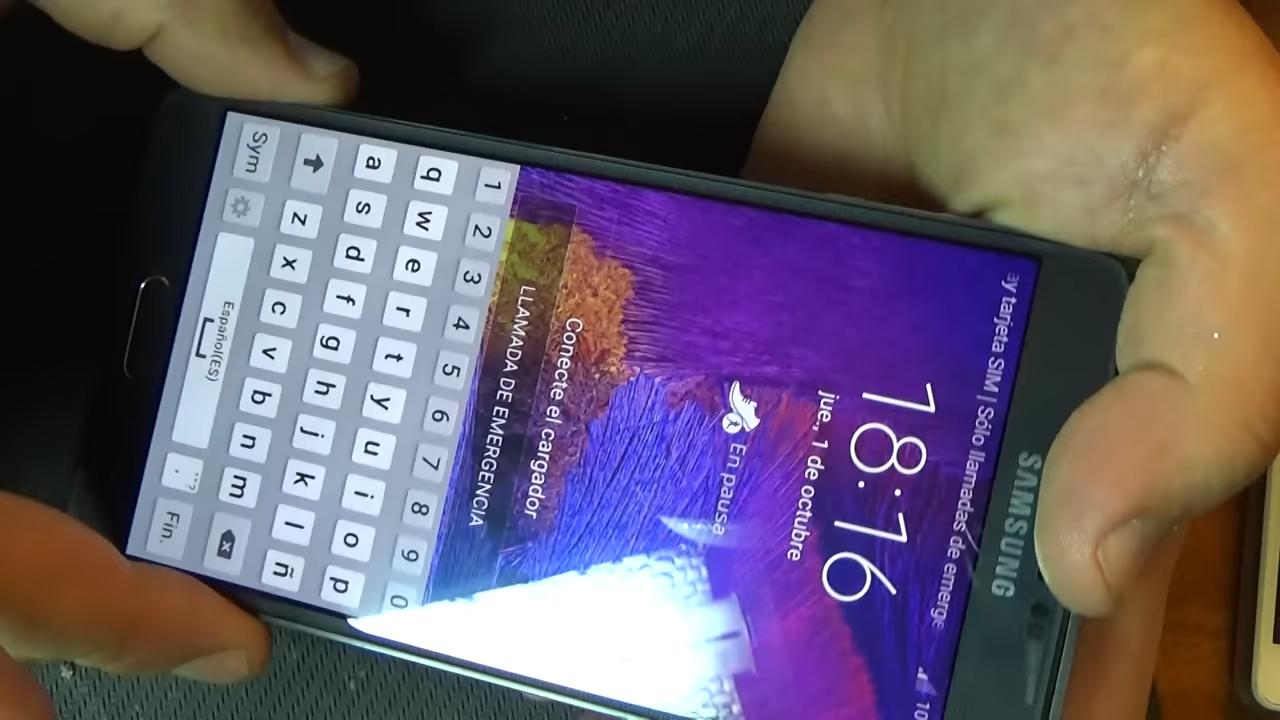 SAMSUNG
ay tarjeta SIM | Sólo llamadas de emerge
10
18:16
jue., 1 de octubre
En pausa
Conecte el cargador
LLAMADA DE EMERGENCIA
1 2 3 4 5 6 7 8 9 0
q w e r t y u i o p
a s d f g h j k l ñ
z x c v b n m
Sym Español(ES) . Fin.